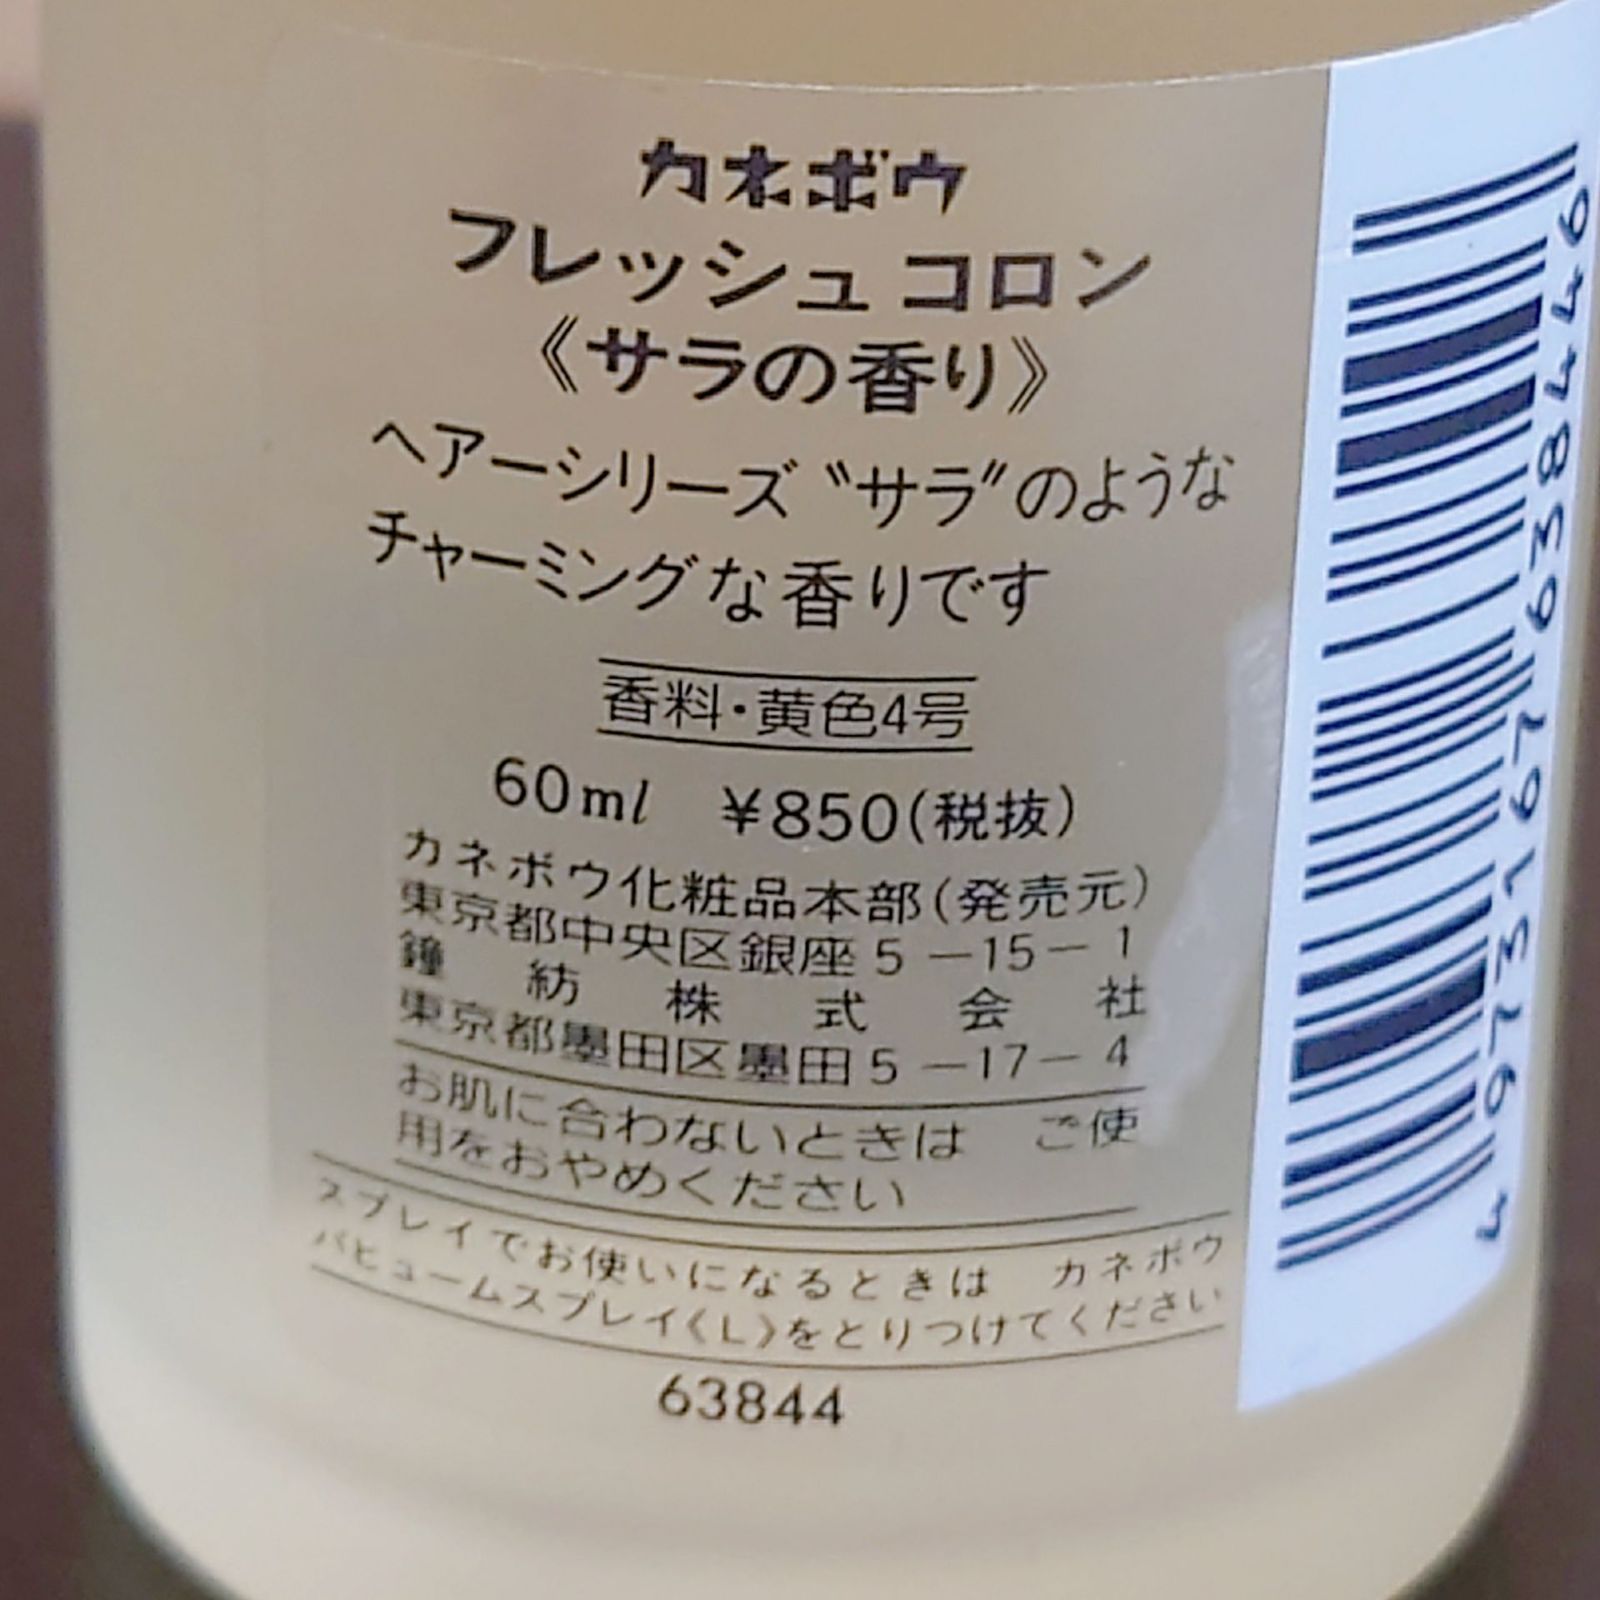 カネボウ
フレッシュ コロン
《サラの香り》
ヘアーシリーズ〝サラ〟のような
チャーミングな香りです
香料・黄色4号
60ml ¥850(税抜)
カネボウ化粧品本部(発売元)
東京都中央区銀座5-15-1
鐘紡株式会社
東京都墨田区墨田5-17-4
お肌に合わないときは ご使
用をおやめください
スプレイでお使いになるときは カネボウ
パヒュームスプレイ《L》をとりつけてください
63844
4 973167 638446